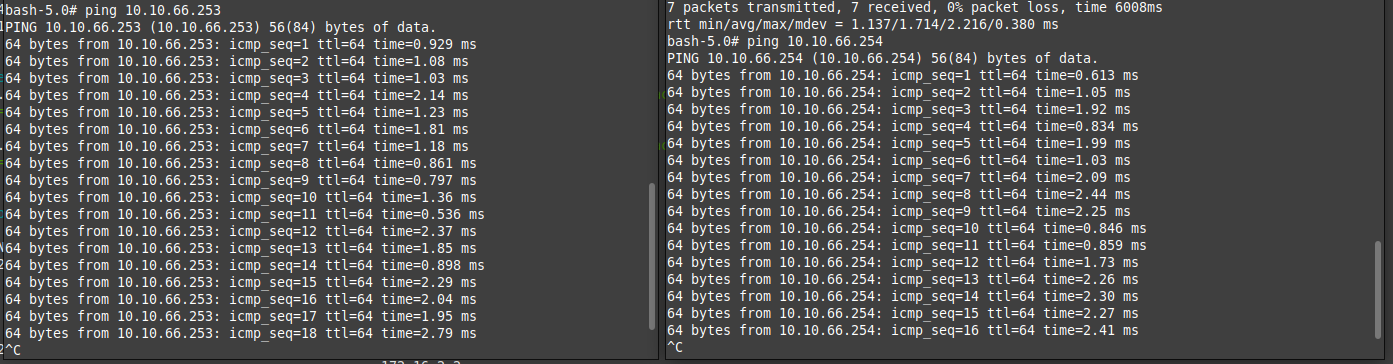 bash-5.0# ping 10.10.66.253
PING 10.10.66.253 (10.10.66.253) 56(84) bytes of data.
64 bytes from 10.10.66.253: icmp_seq=1 ttl=64 time=0.929 ms
64 bytes from 10.10.66.253: icmp_seq=2 ttl=64 time=1.08 ms
64 bytes from 10.10.66.253: icmp_seq=3 ttl=64 time=1.03 ms
64 bytes from 10.10.66.253: icmp_seq=4 ttl=64 time=2.14 ms
64 bytes from 10.10.66.253: icmp_seq=5 ttl=64 time=1.23 ms
64 bytes from 10.10.66.253: icmp_seq=6 ttl=64 time=1.81 ms
64 bytes from 10.10.66.253: icmp_seq=7 ttl=64 time=1.18 ms
64 bytes from 10.10.66.253: icmp_seq=8 ttl=64 time=0.861 ms
64 bytes from 10.10.66.253: icmp_seq=9 ttl=64 time=0.797 ms
64 bytes from 10.10.66.253: icmp_seq=10 ttl=64 time=1.36 ms
64 bytes from 10.10.66.253: icmp_seq=11 ttl=64 time=0.536 ms
64 bytes from 10.10.66.253: icmp_seq=12 ttl=64 time=2.37 ms
64 bytes from 10.10.66.253: icmp_seq=13 ttl=64 time=1.85 ms
64 bytes from 10.10.66.253: icmp_seq=14 ttl=64 time=0.898 ms
64 bytes from 10.10.66.253: icmp_seq=15 ttl=64 time=2.29 ms
64 bytes from 10.10.66.253: icmp_seq=16 ttl=64 time=2.04 ms
64 bytes from 10.10.66.253: icmp_seq=17 ttl=64 time=1.95 ms
64 bytes from 10.10.66.253: icmp_seq=18 ttl=64 time=2.79 ms
^C
7 packets transmitted, 7 received, 0% packet loss, time 6008ms
rtt min/avg/max/mdev = 1.137/1.714/2.216/0.380 ms
bash-5.0# ping 10.10.66.254
PING 10.10.66.254 (10.10.66.254) 56(84) bytes of data.
64 bytes from 10.10.66.254: icmp_seq=1 ttl=64 time=0.613 ms
64 bytes from 10.10.66.254: icmp_seq=2 ttl=64 time=1.05 ms
64 bytes from 10.10.66.254: icmp_seq=3 ttl=64 time=1.92 ms
64 bytes from 10.10.66.254: icmp_seq=4 ttl=64 time=0.834 ms
64 bytes from 10.10.66.254: icmp_seq=5 ttl=64 time=1.99 ms
64 bytes from 10.10.66.254: icmp_seq=6 ttl=64 time=1.03 ms
64 bytes from 10.10.66.254: icmp_seq=7 ttl=64 time=2.09 ms
64 bytes from 10.10.66.254: icmp_seq=8 ttl=64 time=2.44 ms
64 bytes from 10.10.66.254: icmp_seq=9 ttl=64 time=2.25 ms
64 bytes from 10.10.66.254: icmp_seq=10 ttl=64 time=0.846 ms
64 bytes from 10.10.66.254: icmp_seq=11 ttl=64 time=0.859 ms
64 bytes from 10.10.66.254: icmp_seq=12 ttl=64 time=1.73 ms
64 bytes from 10.10.66.254: icmp_seq=13 ttl=64 time=2.26 ms
64 bytes from 10.10.66.254: icmp_seq=14 ttl=64 time=2.30 ms
64 bytes from 10.10.66.254: icmp_seq=15 ttl=64 time=2.27 ms
64 bytes from 10.10.66.254: icmp_seq=16 ttl=64 time=2.41 ms
^C